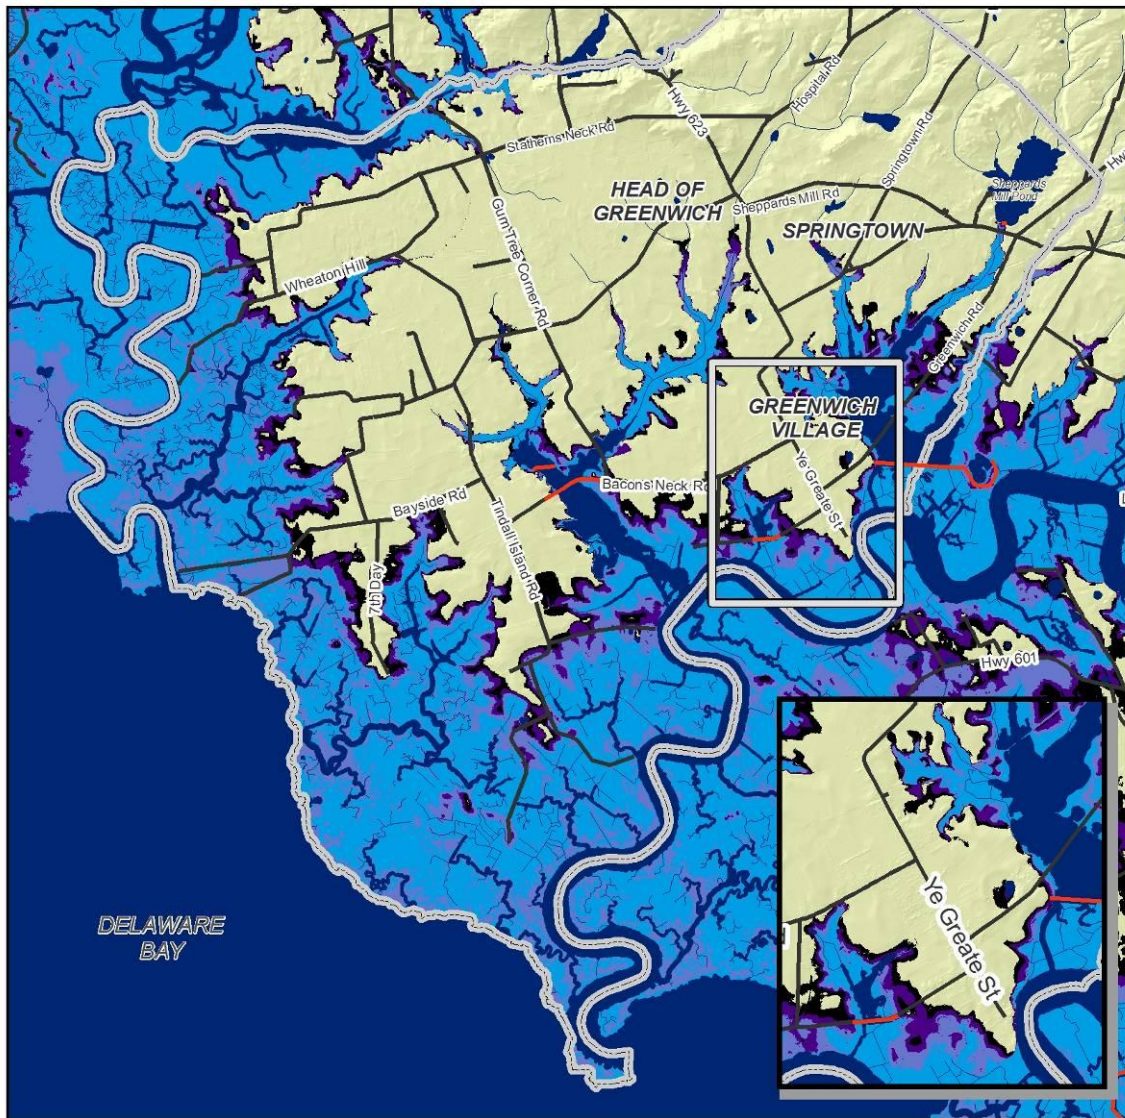 Hospital Rd
Hwy 623
Stathems Neck Rd
Springtown Rd
Sheppards
Mill Pond
HEAD OF
GREENWICH
Sheppards Mill Rd
SPRINGTOWN
Gum Tree Corner Rd
Wheaton Hill
Greenwich Rd
GREENWICH
VILLAGE
Ye Greate St
Bacons Neck Rd
Bayside Rd
Tindall Island Rd
7th Day
Hwy 601
Ye Greate St
DELAWARE
BAY